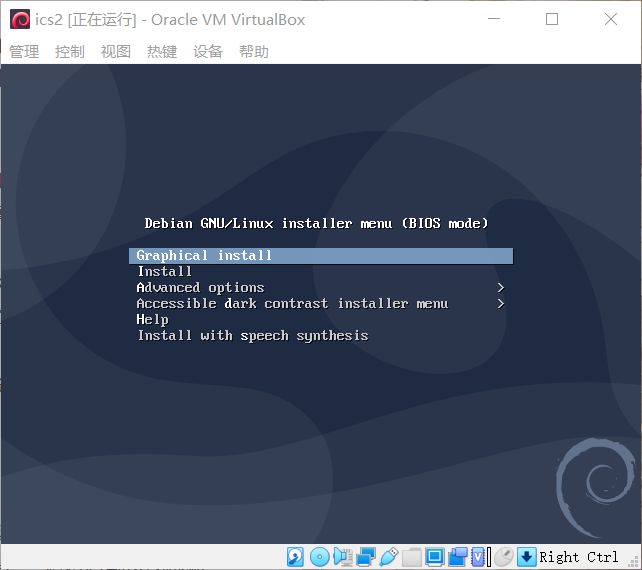 ics2 [正在运行] - Oracle VM VirtualBox
管理 控制 视图 热键 设备 帮助
Debian GNU/Linux installer menu (BIOS mode)
Graphical install
Install
Advanced options >
Accessible dark contrast installer menu >
Help
Install with speech synthesis
Right Ctrl